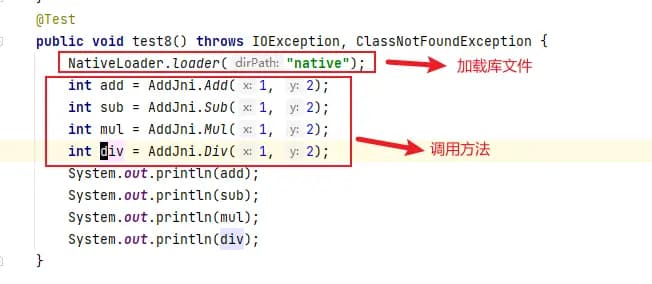 @Test
public void test8() throws IOException, ClassNotFoundException {
NativeLoader.loader( dirPath: "native"); 加载库文件
int add = AddJni.Add( x: 1, y: 2);
int sub = AddJni.Sub( x: 1, y: 2);
int mul = AddJni.Mul( x: 1, y: 2);
int div = AddJni.Div( x: 1, y: 2); 调用方法
System.out.println(add);
System.out.println(sub);
System.out.println(mul);
System.out.println(div);
}